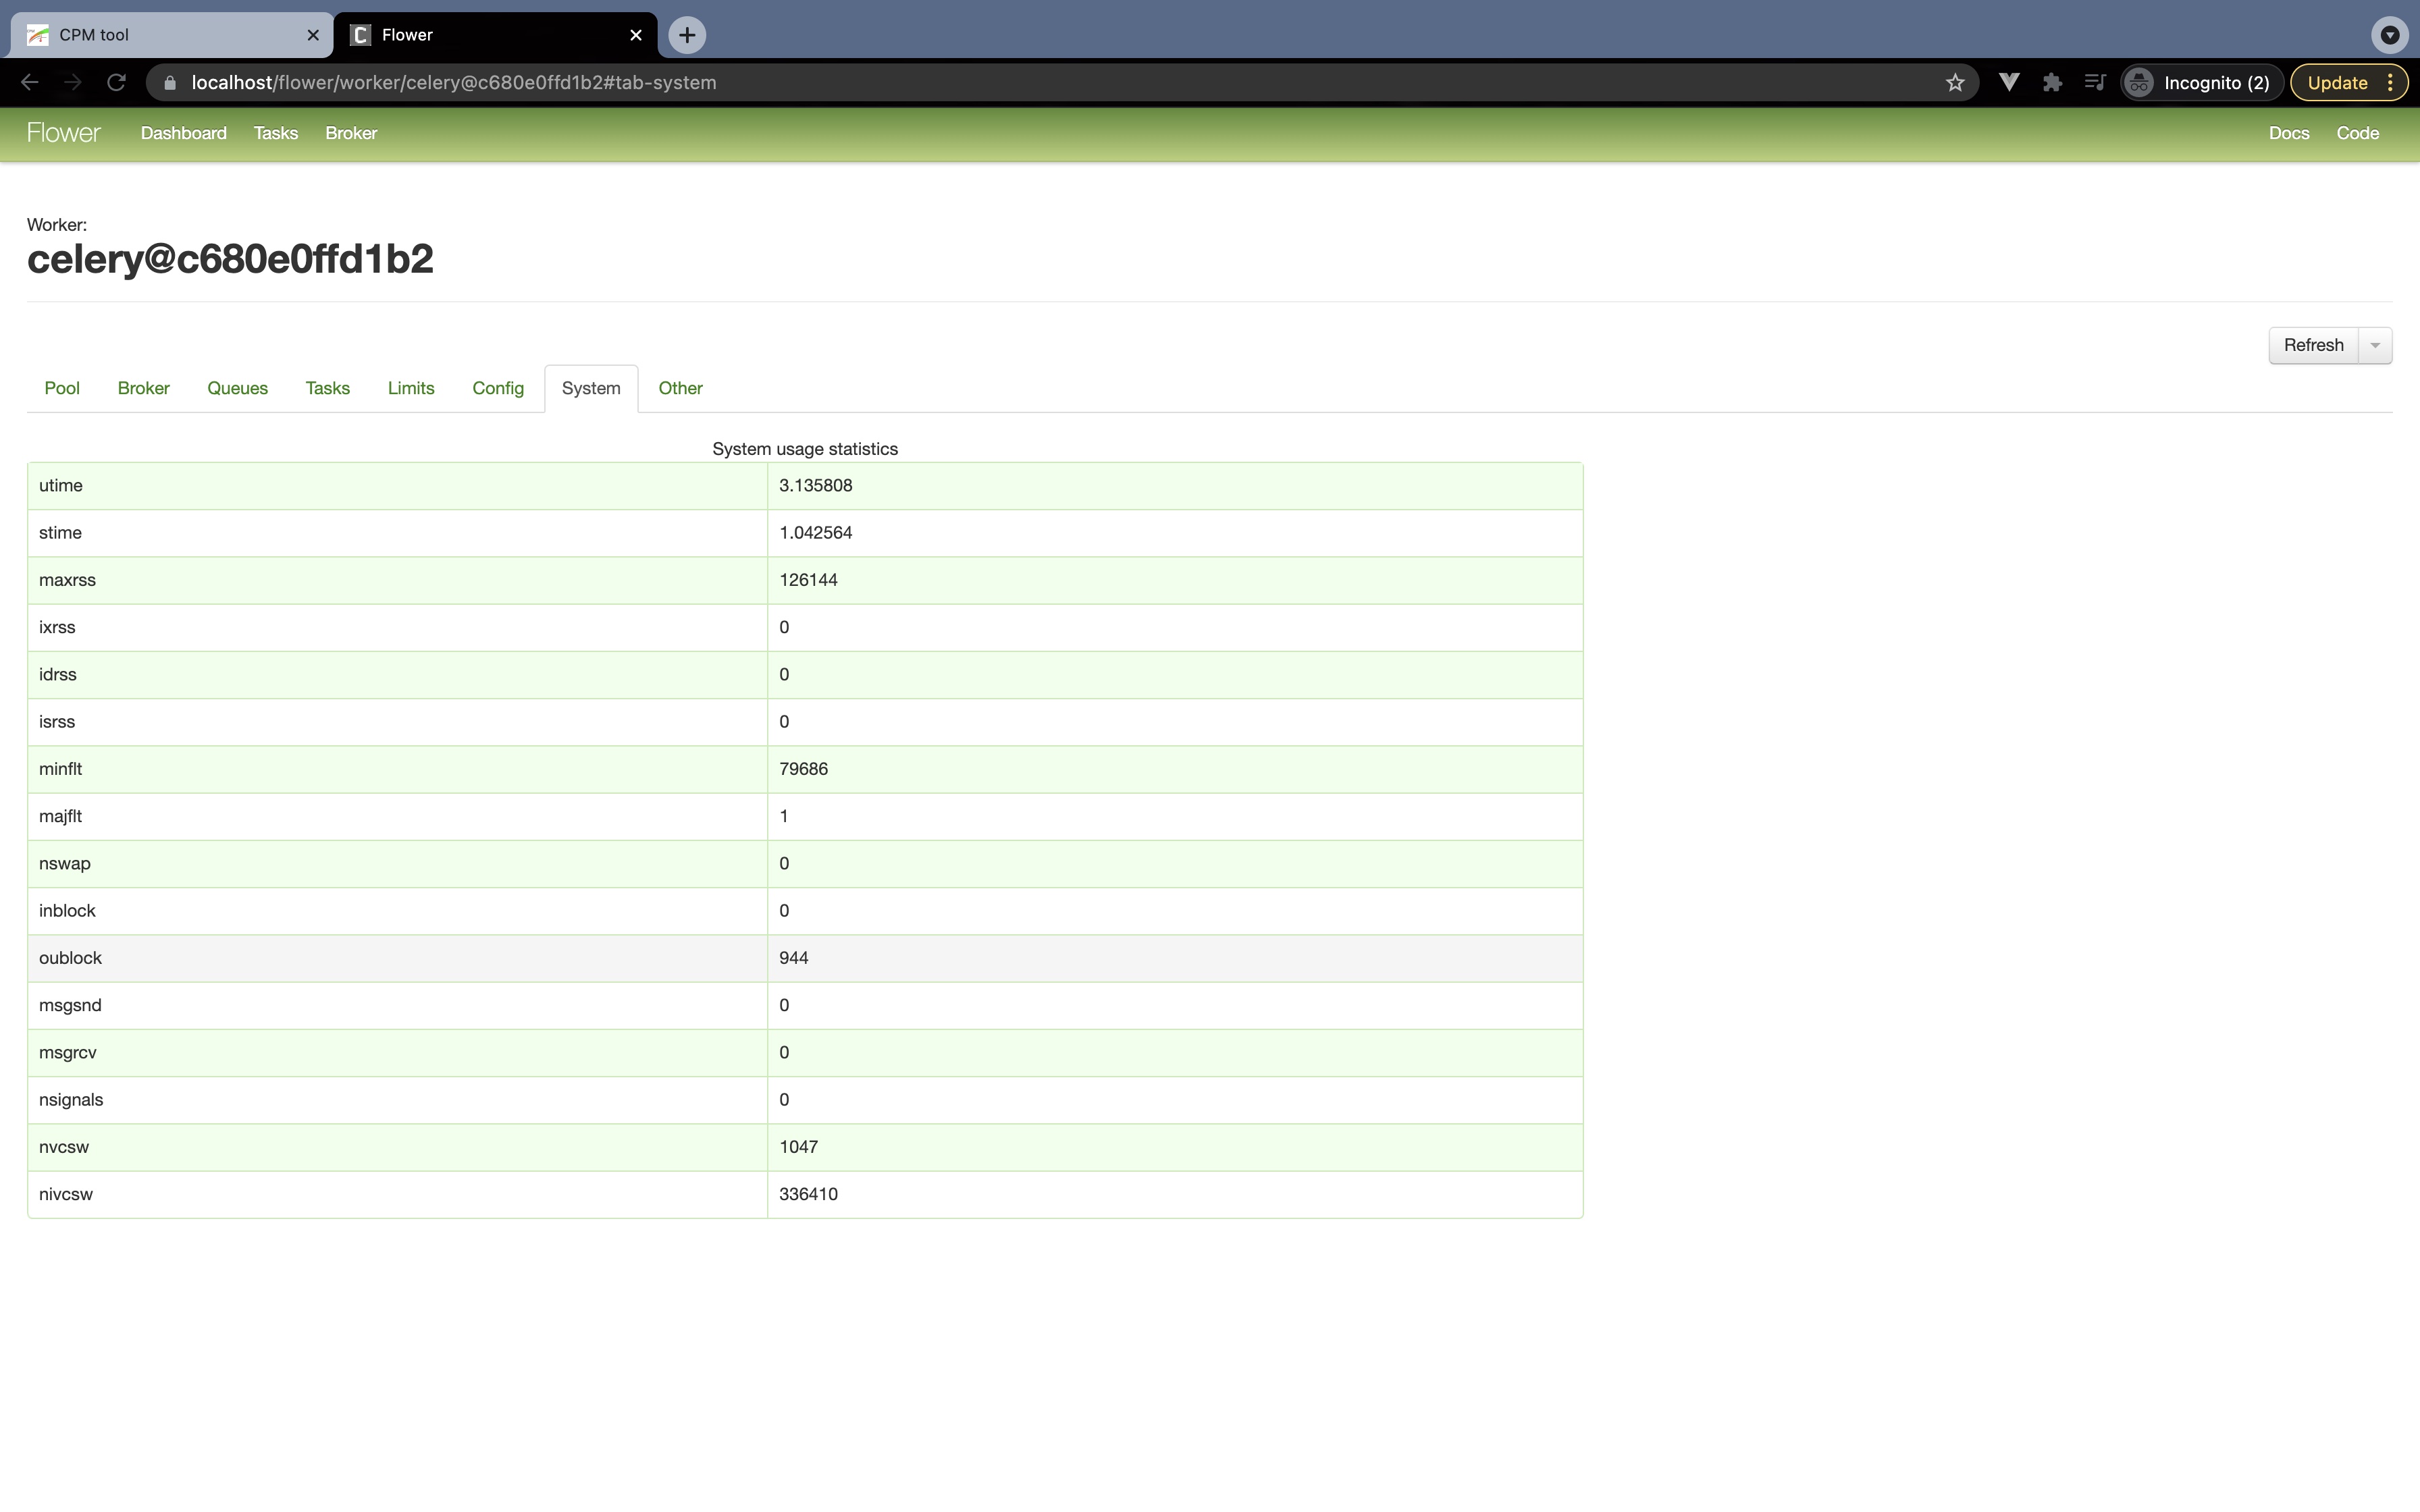 CPM tool
Flower
localhost/flower/worker/celery@c680e0ffd1b2#tab-system
Incognito (2)
Update
Flower Dashboard Tasks Broker Docs Code
Worker:
celery@c680e0ffd1b2
Refresh
Pool Broker Queues Tasks Limits Config System Other
System usage statistics
utime 3.135808
stime 1.042564
maxrss 126144
ixrss 0
idrss 0
isrss 0
minflt 79686
majflt 1
nswap 0
inblock 0
oublock 944
msgsnd 0
msgrcv 0
nsignals 0
nvcsw 1047
nivcsw 336410